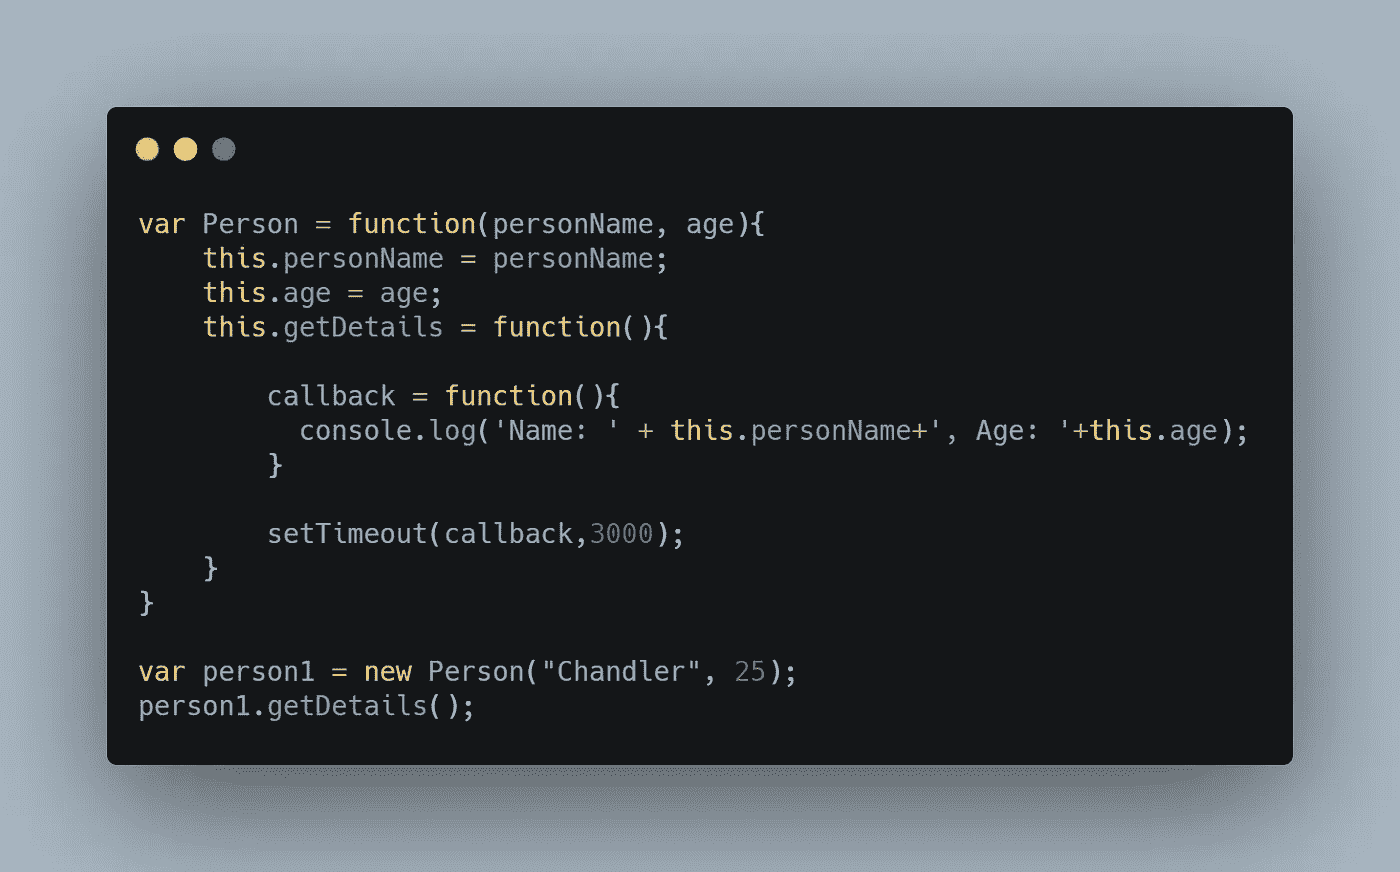 var Person = function(personName, age){
    this.personName = personName;
    this.age = age;
    this.getDetails = function(){
        callback = function(){
          console.log('Name: ' + this.personName+', Age: '+this.age);
        }
        setTimeout(callback,3000);
    }
}
var person1 = new Person("Chandler", 25);
person1.getDetails();